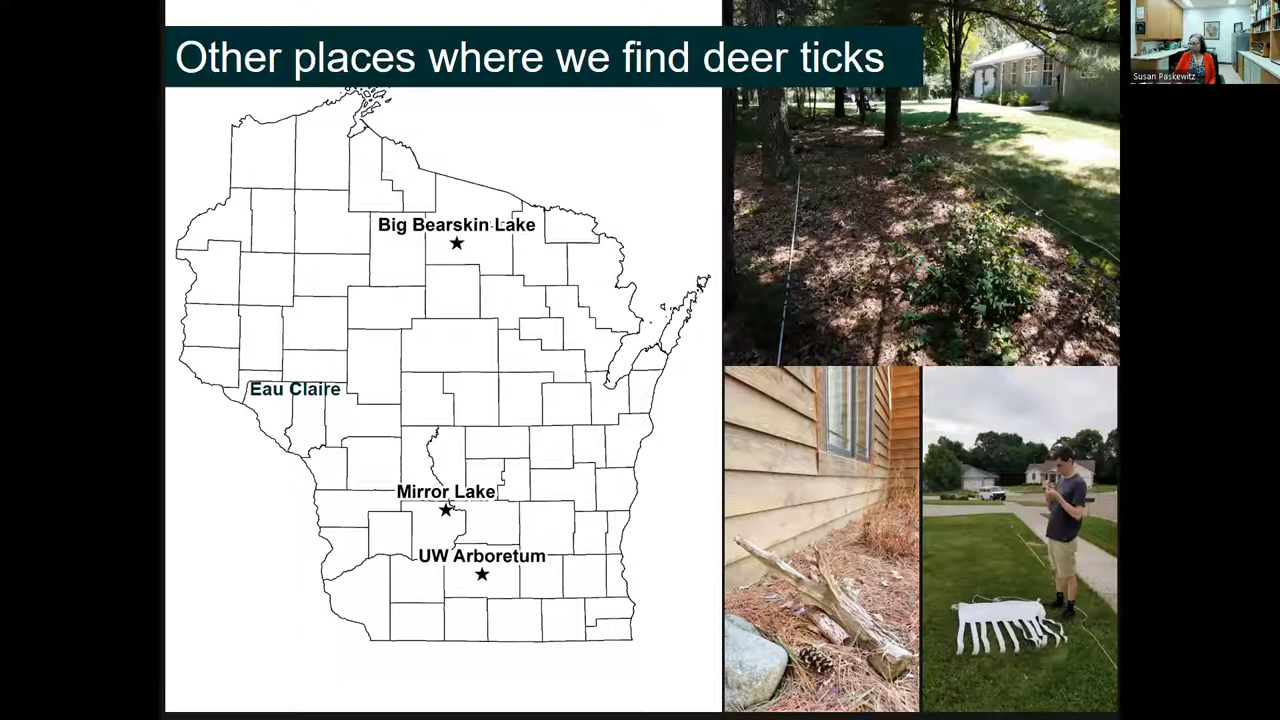 Other places where we find deer ticks
Susan Paskewitz
Big Bearskin Lake
Eau Claire
Mirror Lake
UW Arboretum